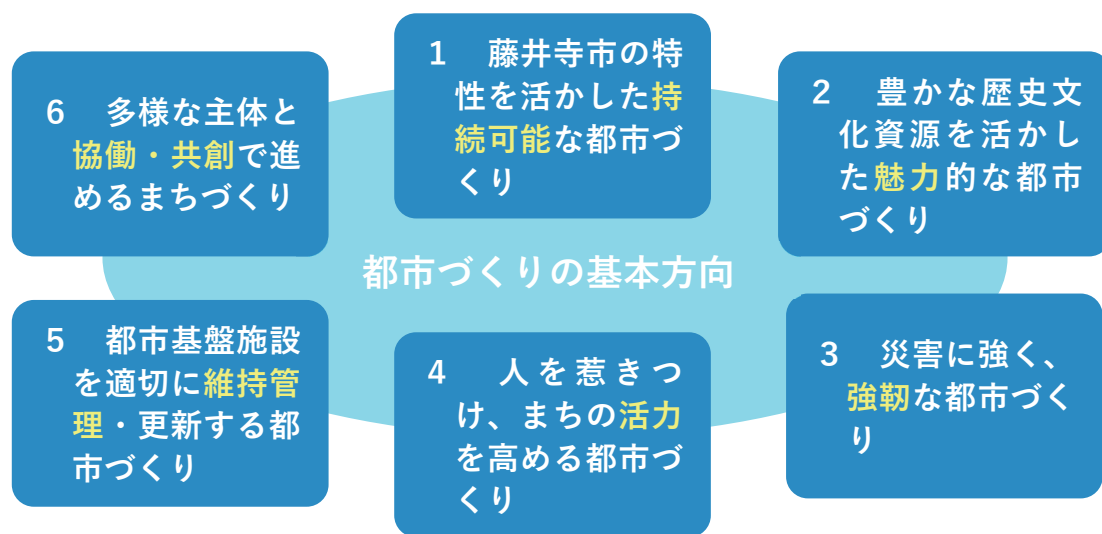 1　藤井寺市の特
性を活かした持
続可能な都市づ
くり
2　豊かな歴史文
化資源を活かし
た魅力的な都市
づくり
3　災害に強く、
強靭な都市づく
り
4　人を惹きつ
け、まちの活力
を高める都市づ
くり
5　都市基盤施設
を適切に維持管
理・更新する都
市づくり
6　多様な主体と
協働・共創で進
めるまちづくり
都市づくりの基本方向